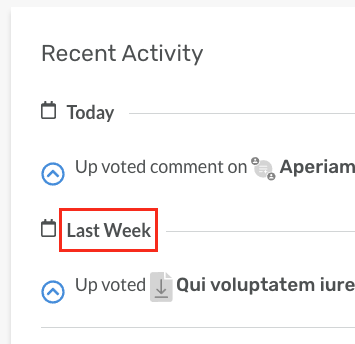 Recent Activity
Today
Up voted comment on Aperiam
Last Week
Up voted Qui voluptatem iure